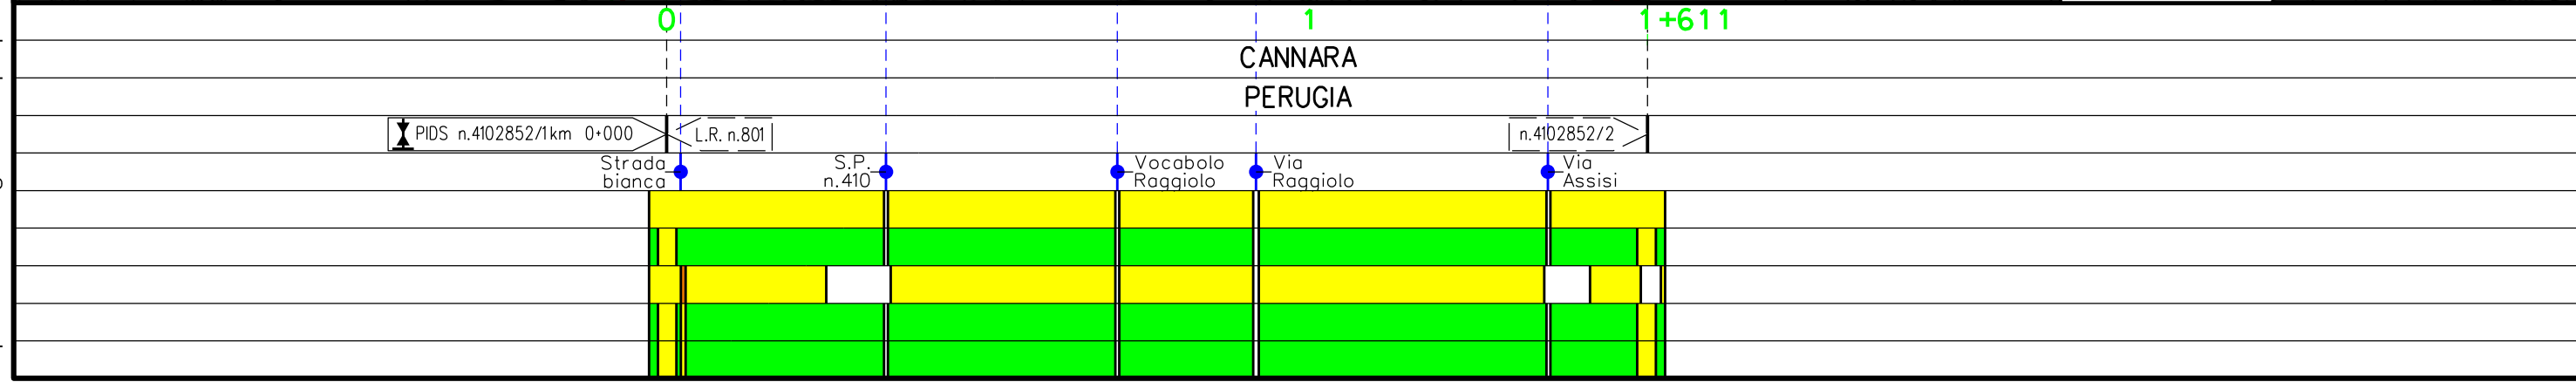 0 1 1+611
CANNARA
PERUGIA
PIDS n.4102852/1km 0+000 L.R. n.801 n.4102852/2
Strada bianca
S.P. n.410
Vocabolo Raggiolo
Via Raggiolo
Via Assisi